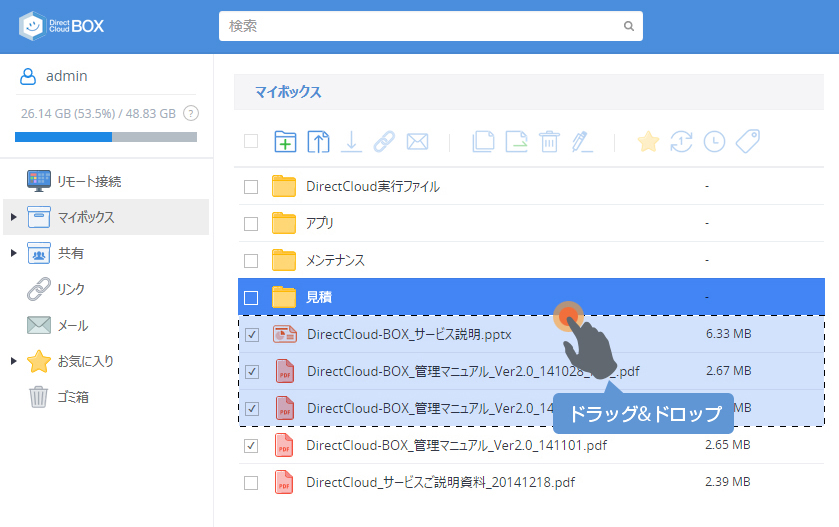 Direct
Cloud BOX
検索
admin
26.14 GB (53.5%) / 48.83 GB ?
マイボックス
リモート接続
マイボックス
共有
リンク
メール
お気に入り
ゴミ箱
1
DirectCloud実行ファイル -
アプリ -
メンテナンス -
見積 -
DirectCloud-BOX_サービス説明.pptx 6.33 MB
PDF DirectCloud-BOX_管理マニュアル_Ver2.0_141028_ .pdf 2.67 MB
PDF DirectCloud-BOX_管理マニュアル_Ver2.0_14 MB
ドラッグ&ドロップ
PDF DirectCloud-BOX_管理マニュアル_Ver2.0_141101.pdf 2.65 MB
PDF DirectCloud_サービスご説明資料_20141218.pdf 2.39 MB